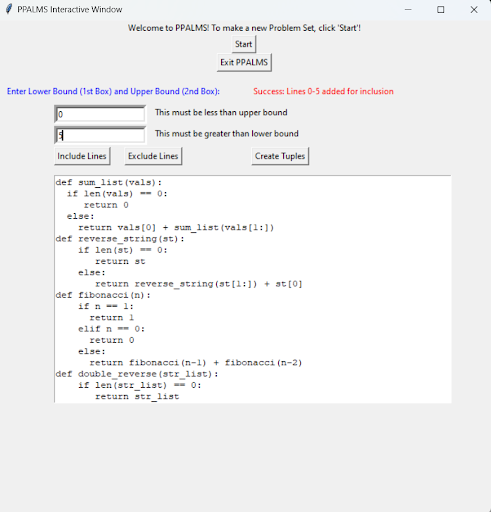 PPALMS Interactive Window
Welcome to PPALMS! To make a new Problem Set, click 'Start'!
Start
Exit PPALMS
Enter Lower Bound (1st Box) and Upper Bound (2nd Box): Success: Lines 0-5 added for inclusion
0 This must be less than upper bound
5 This must be greater than lower bound
Include Lines Exclude Lines Create Tuples
def sum_list(vals):
  if len(vals) == 0:
     return 0
  else:
    return vals[0] + sum_list(vals[1:])
def reverse_string(st):
    if len(st) == 0:
       return st
    else:
       return reverse_string(st[1:]) + st[0]
def fibonacci(n):
    if n == 1:
      return 1
    elif n == 0:
      return 0
    else:
      return fibonacci(n-1) + fibonacci(n-2)
def double_reverse(str_list):
    if len(str_list) == 0:
       return str_list